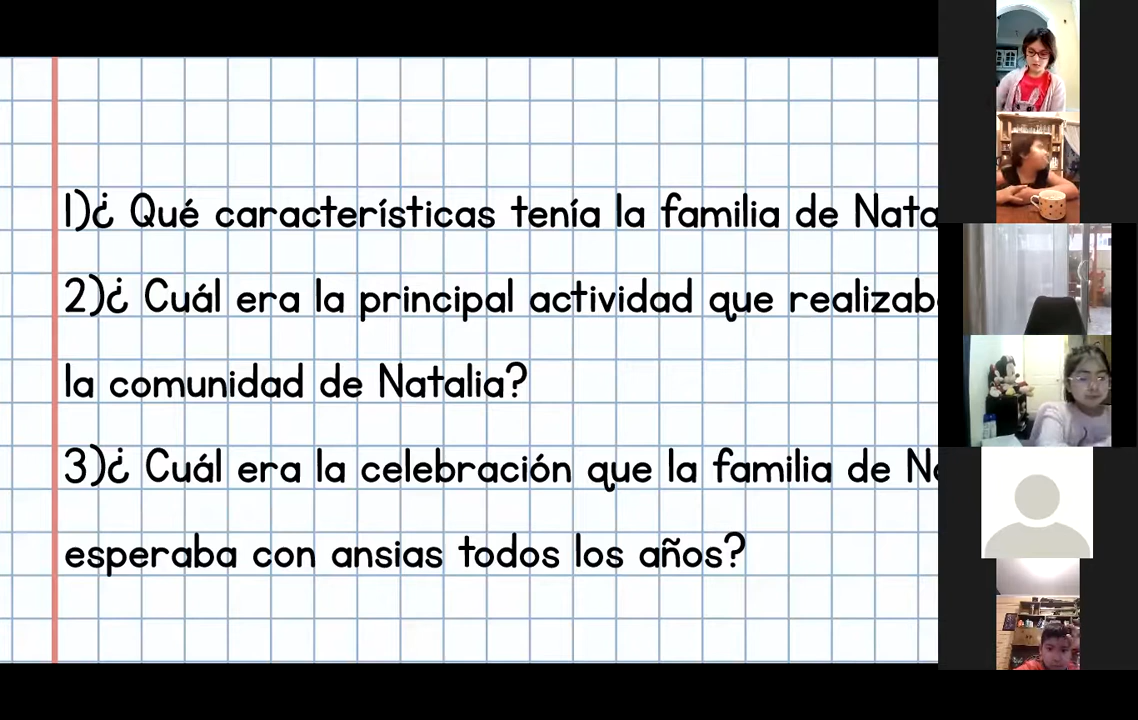 1)¿ Qué características tenía la familia de Nata
2)¿ Cuál era la principal actividad que realizab
la comunidad de Natalia?
3)¿ Cuál era la celebración que la familia de Na
esperaba con ansias todos los años?